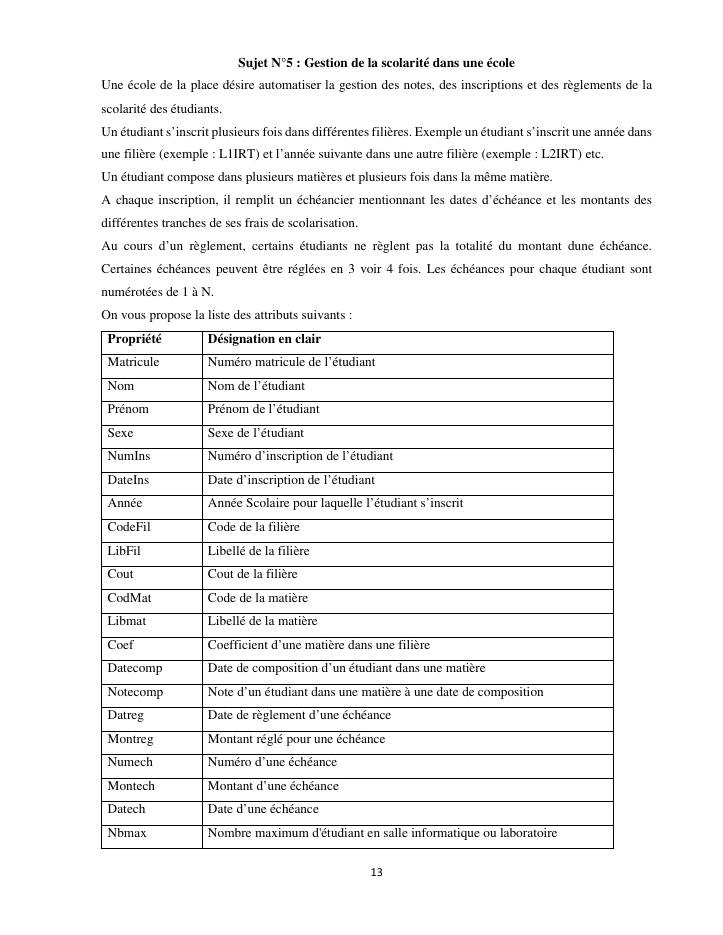 Sujet N°5 : Gestion de la scolarité dans une école
Une école de la place désire automatiser la gestion des notes, des inscriptions et des règlements de la
scolarité des étudiants.
Un étudiant s’inscrit plusieurs fois dans différentes filières. Exemple un étudiant s’inscrit une année dans
une filière (exemple : L1IRT) et l’année suivante dans une autre filière (exemple : L2IRT) etc.
Un étudiant compose dans plusieurs matières et plusieurs fois dans la même matière.
A chaque inscription, il remplit un échéancier mentionnant les dates d’échéance et les montants des
différentes tranches de ses frais de scolarisation.
Au cours d’un règlement, certains étudiants ne règlent pas la totalité du montant dune échéance.
Certaines échéances peuvent être réglées en 3 voir 4 fois. Les échéances pour chaque étudiant sont
numérotées de 1 à N.
On vous propose la liste des attributs suivants :
Propriété Désignation en clair
Matricule Numéro matricule de l’étudiant
Nom Nom de l’étudiant
Prénom Prénom de l’étudiant
Sexe Sexe de l’étudiant
NumIns Numéro d’inscription de l’étudiant
DateIns Date d’inscription de l’étudiant
Année Année Scolaire pour laquelle l’étudiant s’inscrit
CodeFil Code de la filière
LibFil Libellé de la filière
Cout Cout de la filière
CodMat Code de la matière
Libmat Libellé de la matière
Coef Coefficient d’une matière dans une filière
Datecomp Date de composition d’un étudiant dans une matière
Notecomp Note d’un étudiant dans une matière à une date de composition
Datreg Date de règlement d’une échéance
Montreg Montant réglé pour une échéance
Numech Numéro d’une échéance
Montech Montant d’une échéance
Datech Date d’une échéance
Nbmax Nombre maximum d'étudiant en salle informatique ou laboratoire
13